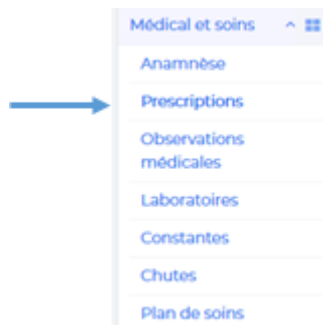 Médical et soins
Anamnèse
Prescriptions
Observations
médicales
Laboratoires
Constantes
Chutes
Plan de soins